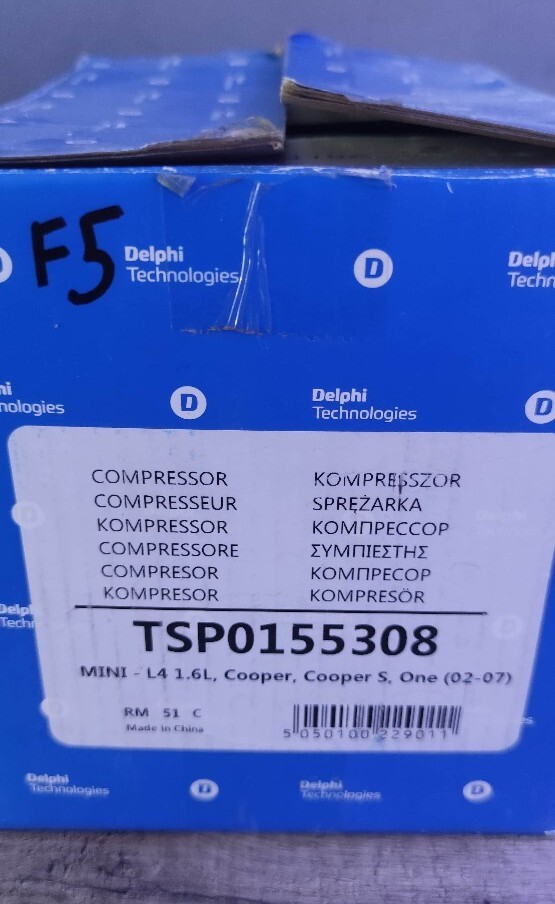 F5
Delphi
Technologies
D
Delphi
Techn
D
Delphi
Technologies
D
COMPRESSOR
COMPRESSEUR
KOMPRESSOR
COMPRESSORE
COMPRESOR
KOMPRESOR
KOMPRESSZOR
SPRĘŻARKA
КОМПРЕССОР
ΣΥΜΠΙΕΣΤΗΣ
КОМПРЕСОР
KOMPRESÖR
TSP0155308
MINI - L4 1.6L, Cooper, Cooper S, One (02-07)
RM 51 C
Made in China
5 050100 229011
Delphi
Technologies
D
Delphi
Technologies
D